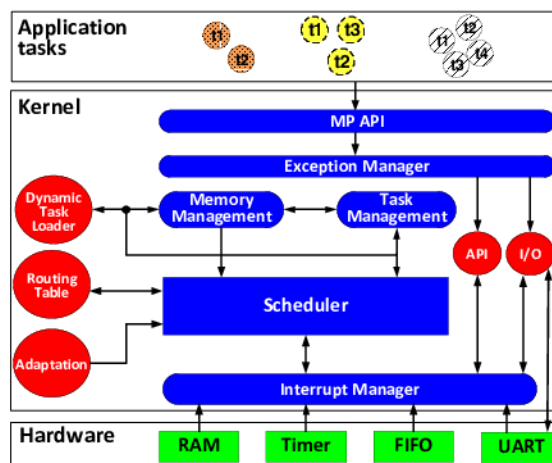 Application
tasks
t1
t2
t1
t3
t2
t1
t2
t3
t4
Kernel
MP API
Exception Manager
Dynamic
Task
Loader
Memory
Management
Task
Management
API
I/O
Routing
Table
Scheduler
Adaptation
Interrupt Manager
Hardware
RAM
Timer
FIFO
UART